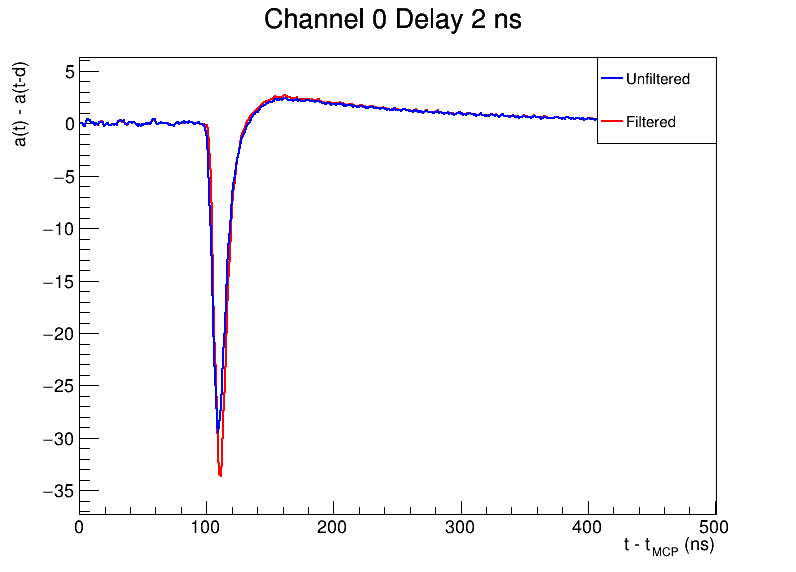 Channel 0 Delay 2 ns
a(t) - a(t-d)
5
0
−5
−10
−15
−20
−25
−30
−35
0 100 200 300 400 500
t - tMCP (ns)
Unfiltered
Filtered